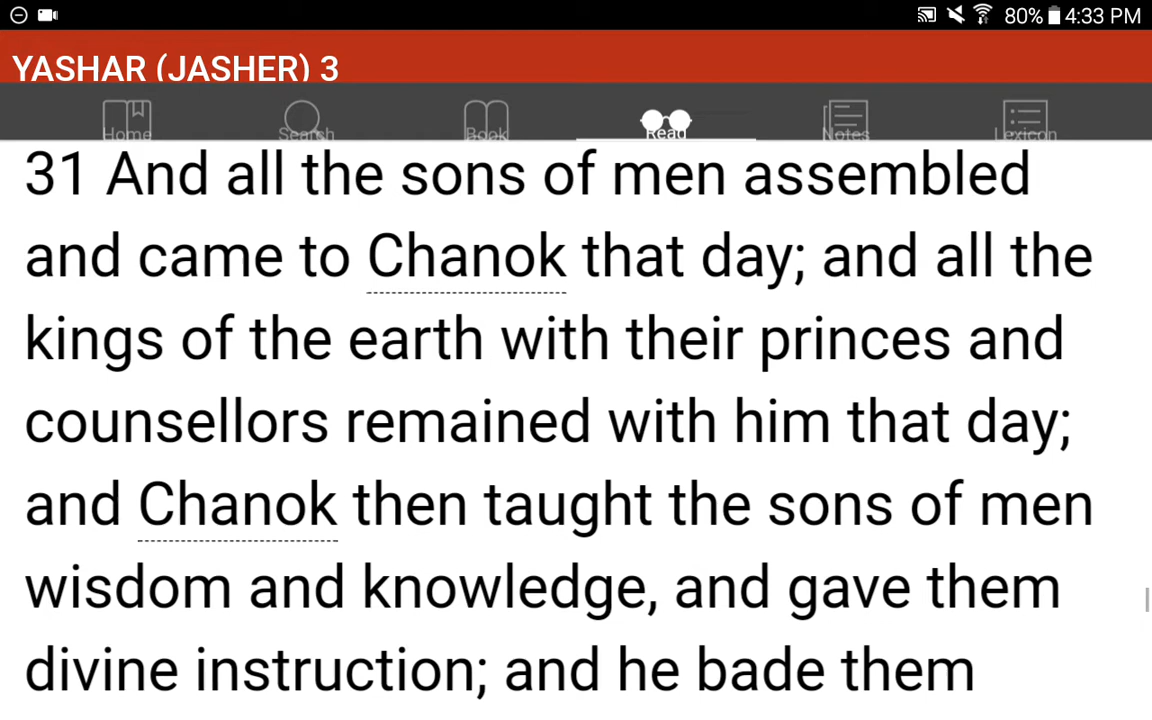 80% 4:33 PM
YASHAR (JASHER) 3
Home Search Book Read Notes Lexicon
31 And all the sons of men assembled
and came to Chanok that day; and all the
kings of the earth with their princes and
counsellors remained with him that day;
and Chanok then taught the sons of men
wisdom and knowledge, and gave them
divine instruction; and he bade them